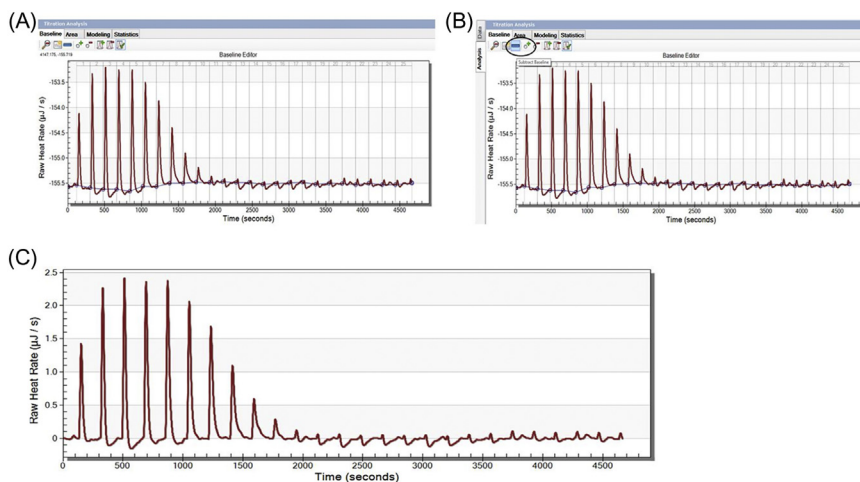 (A)
Titration Analysis
Baseline Area Modeling Statistics
Baseline Editor
-153.5
-154.0
-154.5
-155.0
-155.5
Raw Heat Rate (µJ / s)
0 500 1000 1500 2000 2500 3000 3500 4000 4500
Time (seconds)
(B)
Data
Analysis
Titration Analysis
Baseline Area Modeling Statistics
Subtract Baseline
Baseline Editor
-153.5
-154.0
-154.5
-155.0
-155.5
Raw Heat Rate (µJ / s)
0 500 1000 1500 2000 2500 3000 3500 4000 4500
Time (seconds)
(C)
2.5
2.0
1.5
1.0
0.5
0
Raw Heat Rate (µJ / s)
0 500 1000 1500 2000 2500 3000 3500 4000 4500
Time (seconds)